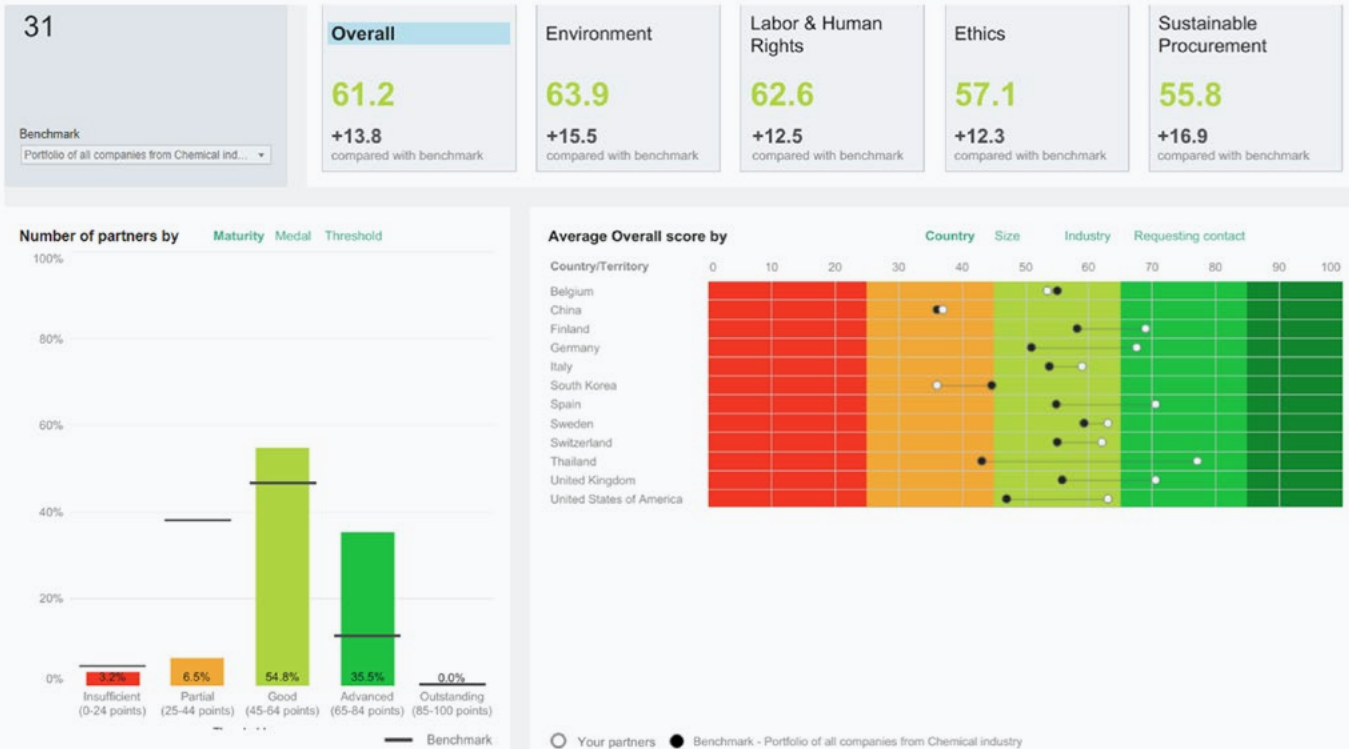 31
Benchmark
Portfolio of all companies from Chemical ind...
Overall
61.2
+13.8
compared with benchmark
Environment
63.9
+15.5
compared with benchmark
Labor & Human
Rights
62.6
+12.5
compared with benchmark
Ethics
57.1
+12.3
compared with benchmark
Sustainable
Procurement
55.8
+16.9
compared with benchmark
Number of partners by Maturity Medal Threshold
100%
80%
60%
40%
20%
0%
3.2% 6.5% 54.8% 35.5% 0.0%
Insufficient Partial Good Advanced Outstanding
(0-24 points) (25-44 points) (45-64 points) (65-84 points) (85-100 points)
Benchmark
Average Overall score by Country Size Industry Requesting contact
Country/Territory 0 10 20 30 40 50 60 70 80 90 100
Belgium
China
Finland
Germany
Italy
South Korea
Spain
Sweden
Switzerland
Thailand
United Kingdom
United States of America
Your partners Benchmark - Portfolio of all companies from Chemical industry